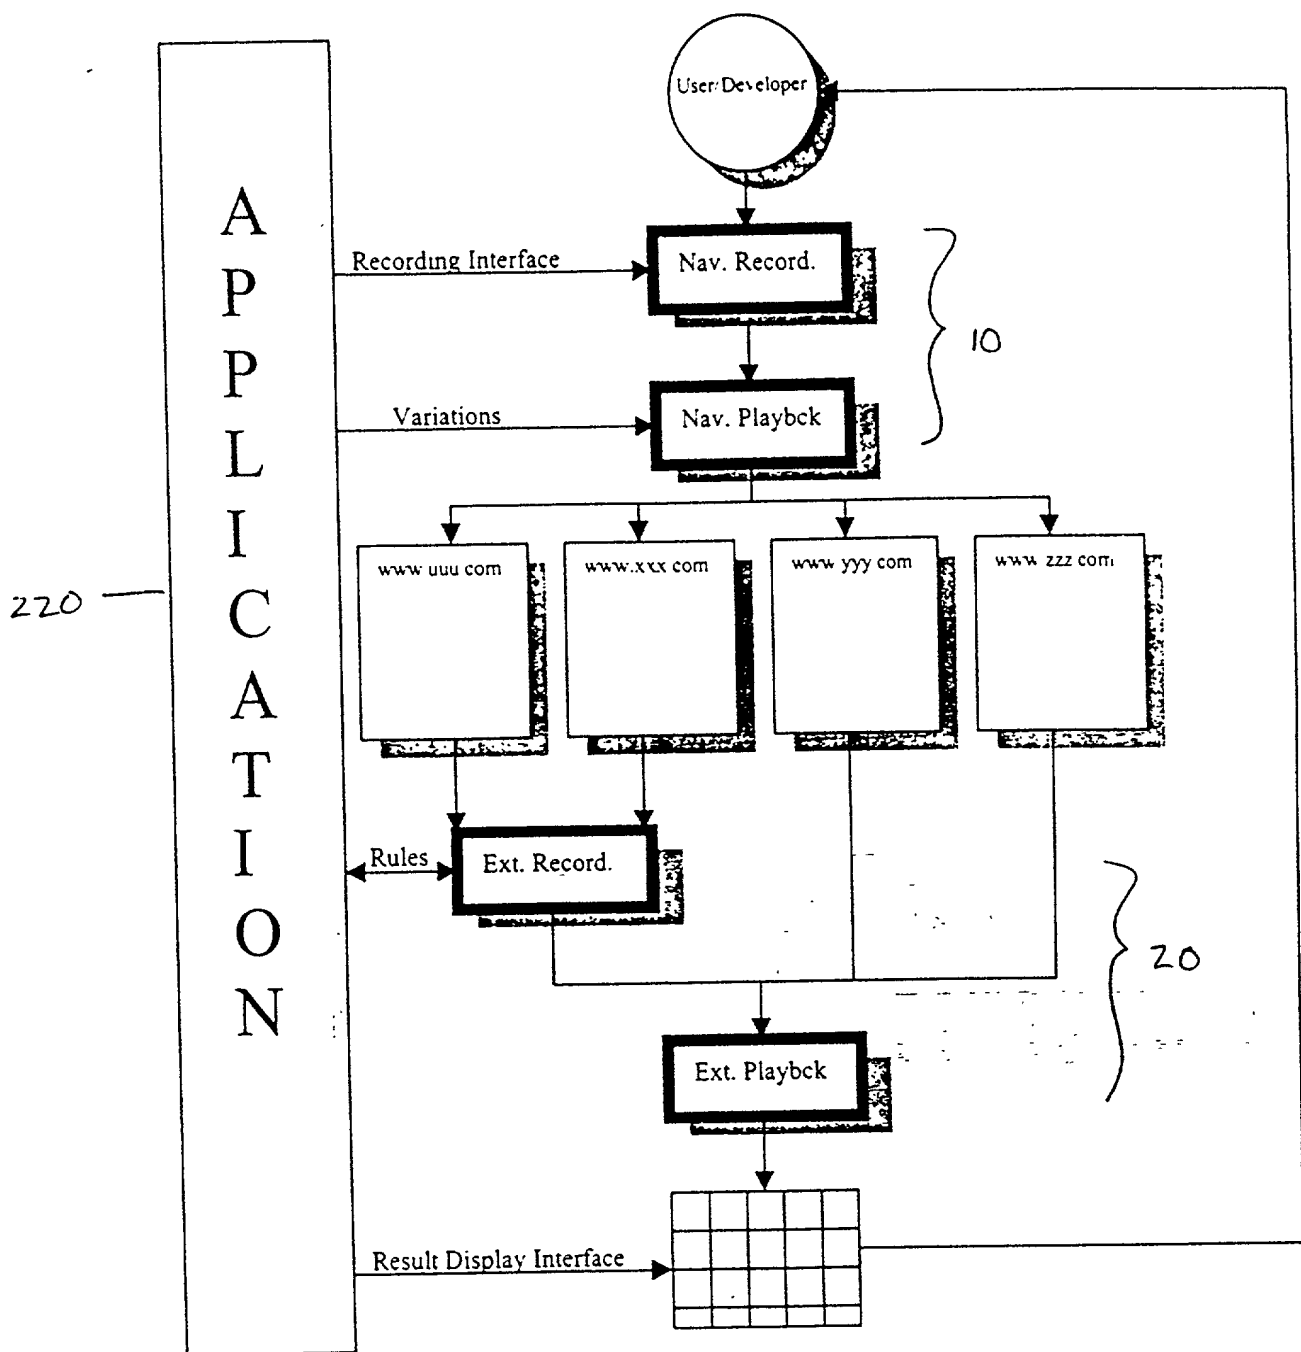 User/Developer
APPLICATION
Recording Interface
Nav. Record.
10
Variations
Nav. Playbck
www uuu com
www.xxx com
www yyy com
www zzz com
220
Rules
Ext. Record.
20
Ext. Playbck
Result Display Interface